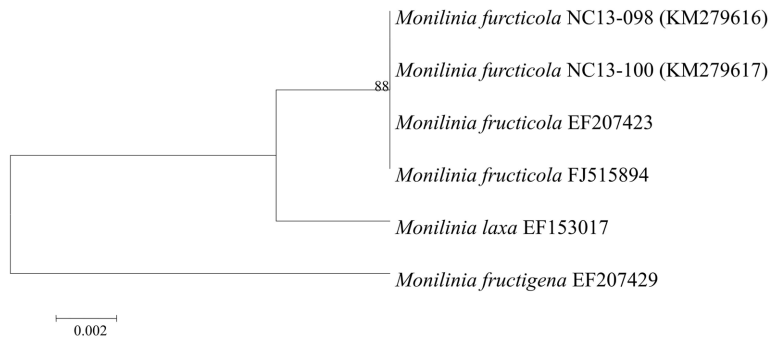 Monilinia furcticola NC13-098 (KM279616)
Monilinia furcticola NC13-100 (KM279617)
88
Monilinia fructicola EF207423
Monilinia fructicola FJ515894
Monilinia laxa EF153017
Monilinia fructigena EF207429
0.002